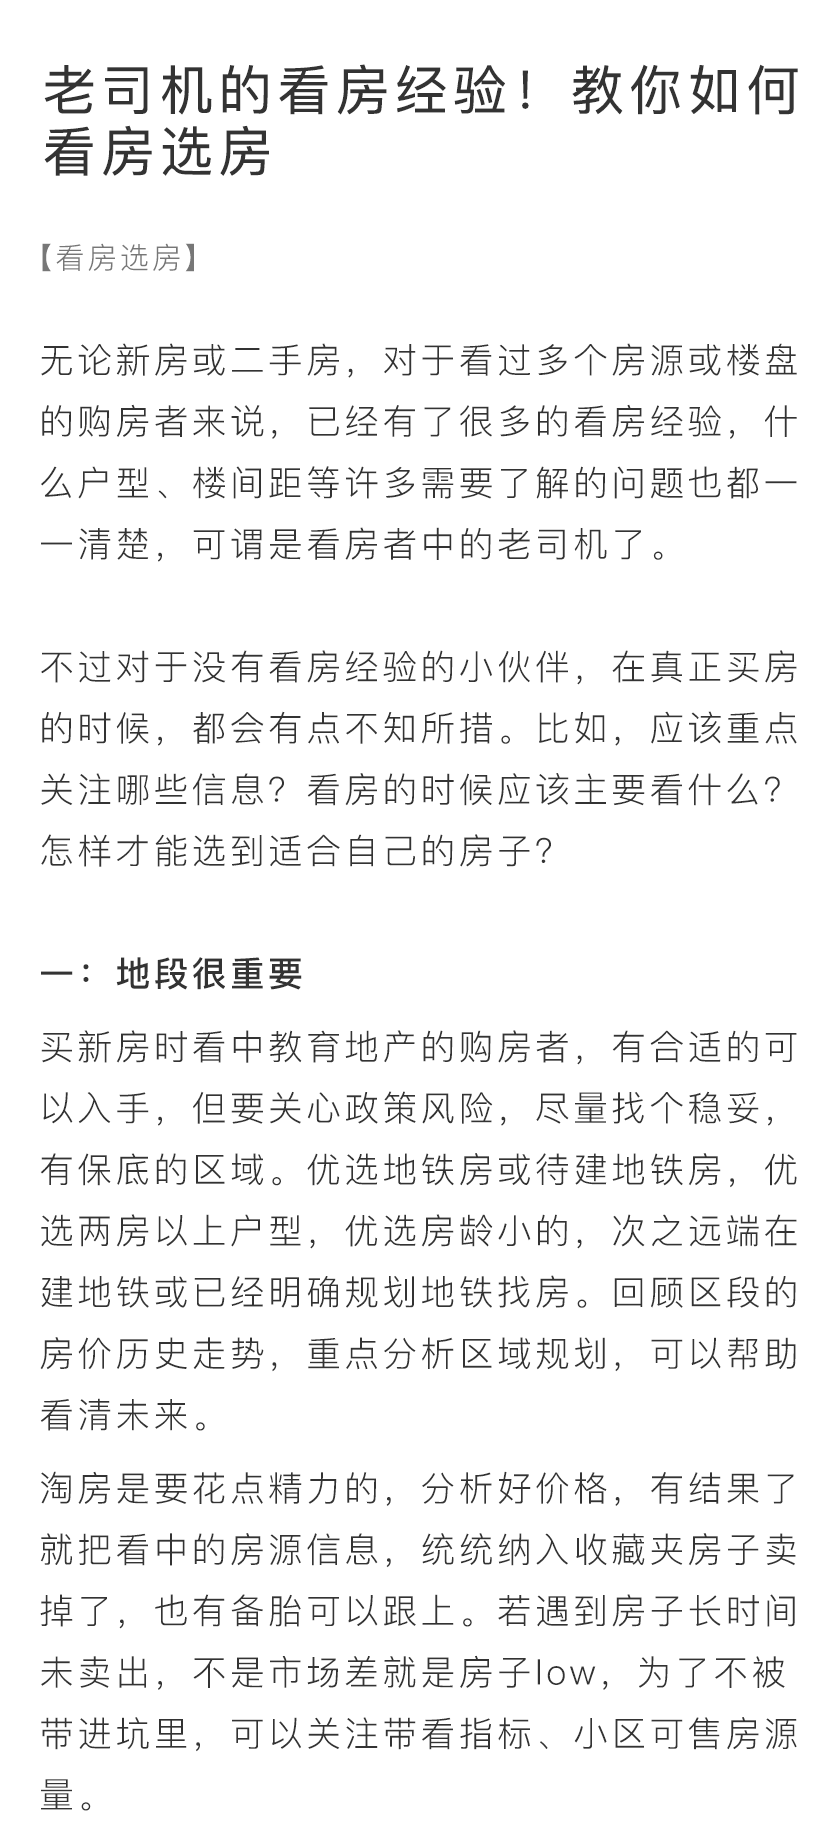 老司机的看房经验！教你如何
看房选房
【看房选房】
无论新房或二手房，对于看过多个房源或楼盘
的购房者来说，已经有了很多的看房经验，什
么户型、楼间距等许多需要了解的问题也都一
一清楚，可谓是看房者中的老司机了。
不过对于没有看房经验的小伙伴，在真正买房
的时候，都会有点不知所措。比如，应该重点
关注哪些信息？看房的时候应该主要看什么？
怎样才能选到适合自己的房子？
一：地段很重要
买新房时看中教育地产的购房者，有合适的可
以入手，但要关心政策风险，尽量找个稳妥，
有保底的区域。优选地铁房或待建地铁房，优
选两房以上户型，优选房龄小的，次之远端在
建地铁或已经明确规划地铁找房。回顾区段的
房价历史走势，重点分析区域规划，可以帮助
看清未来。
淘房是要花点精力的，分析好价格，有结果了
就把看中的房源信息，统统纳入收藏夹房子卖
掉了，也有备胎可以跟上。若遇到房子长时间
未卖出，不是市场差就是房子low，为了不被
带进坑里，可以关注带看指标、小区可售房源
量。